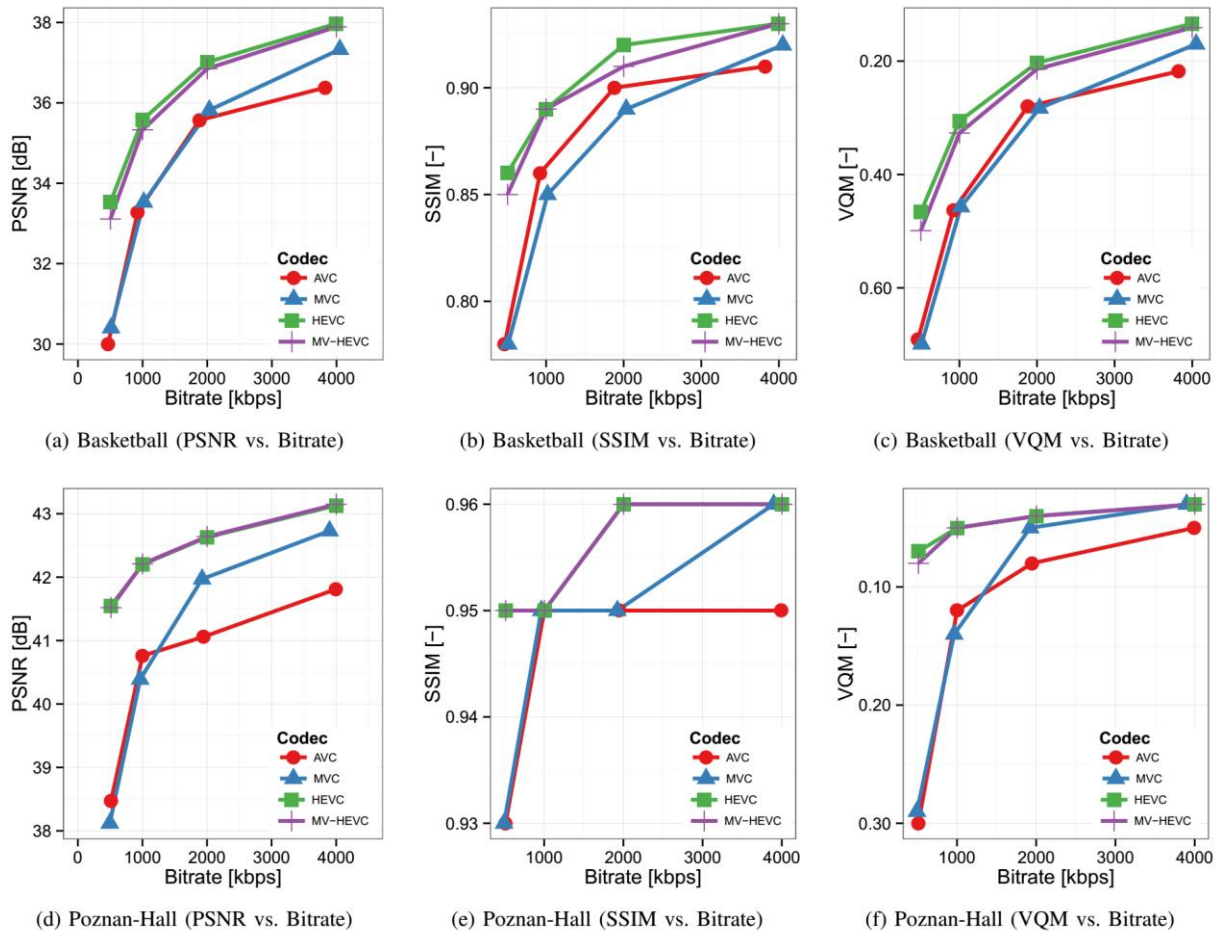 38
36
34
32
30
PSNR [dB]
Codec
AVC
MVC
HEVC
MV−HEVC
0 1000 2000 3000 4000
Bitrate [kbps]
(a) Basketball (PSNR vs. Bitrate)
0.90
0.85
0.80
SSIM [−]
Codec
AVC
MVC
HEVC
MV−HEVC
1000 2000 3000 4000
Bitrate [kbps]
(b) Basketball (SSIM vs. Bitrate)
0.20
0.40
0.60
VQM [−]
Codec
AVC
MVC
HEVC
MV−HEVC
1000 2000 3000 4000
Bitrate [kbps]
(c) Basketball (VQM vs. Bitrate)
43
42
41
40
39
38
PSNR [dB]
Codec
AVC
MVC
HEVC
MV−HEVC
0 1000 2000 3000 4000
Bitrate [kbps]
(d) Poznan-Hall (PSNR vs. Bitrate)
0.96
0.95
0.94
0.93
SSIM [−]
Codec
AVC
MVC
HEVC
MV−HEVC
1000 2000 3000 4000
Bitrate [kbps]
(e) Poznan-Hall (SSIM vs. Bitrate)
0.10
0.20
0.30
VQM [−]
Codec
AVC
MVC
HEVC
MV−HEVC
1000 2000 3000 4000
Bitrate [kbps]
(f) Poznan-Hall (VQM vs. Bitrate)